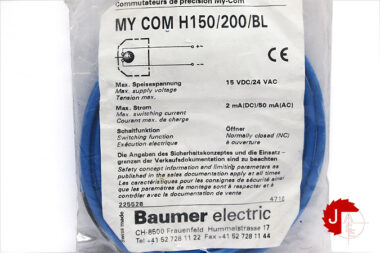 Commutateurs de précision My-Com
MY COM H150/200/BL
CE
Max. Speisespannung 15 VDC/24 VAC
Max. supply voltage
Tension max.
Max. Strom 2 mA(DC)/50 mA(AC)
Max. switching current
Courant max. de charge
Schaltfunktion Öffner
Switching function Normally closed (NC)
Exécution électrique à ouverture
Die Angaben des Sicherheitskonzeptes und die Einsatz-
grenzen der Verkaufsdokumentation sind zu beachten
Safety concept information and limiting parameters as
published in the sales documentation apply at all times
Les caractéristiques pour les consignes de sécurité ainsi
que les paramètres de montage sont à respecter et à
contrôler avec la documentation de vente
225528
Baumer electric
CH-8500 Frauenfeld Hummelstrasse 17
Tel +41 52 728 11 22 Fax +41 52 728 11 44
Swiss made